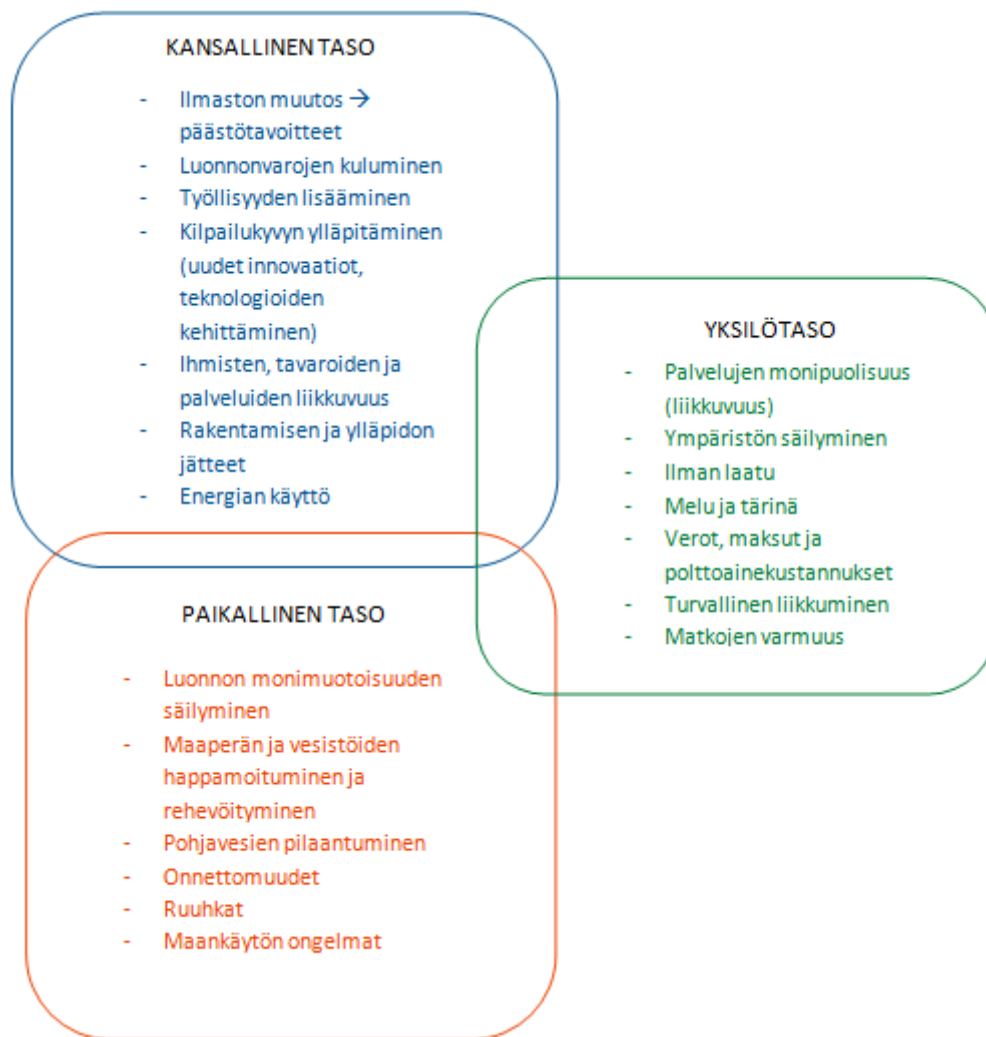 KANSALLINEN TASO
- Ilmaston muutos →
päästötavoitteet
- Luonnonvarojen kuluminen
- Työllisyyden lisääminen
- Kilpailukyvyn ylläpitäminen
(uudet innovaatiot,
teknologioiden
kehittäminen)
- Ihmisten, tavaroiden ja
palveluiden liikkuvuus
- Rakentamisen ja ylläpidon
jätteet
- Energian käyttö
YKSILÖTASO
- Palvelujen monipuolisuus
(liikkuvuus)
- Ympäristön säilyminen
- Ilman laatu
- Melu ja tärinä
- Verot, maksut ja
polttoainekustannukset
- Turvallinen liikkuminen
- Matkojen varmuus
PAIKALLINEN TASO
- Luonnon monimuotoisuuden
säilyminen
- Maaperän ja vesistöiden
happamoituminen ja
rehevöityminen
- Pohjavesien pilaantuminen
- Onnettomuudet
- Ruuhkat
- Maankäytön ongelmat